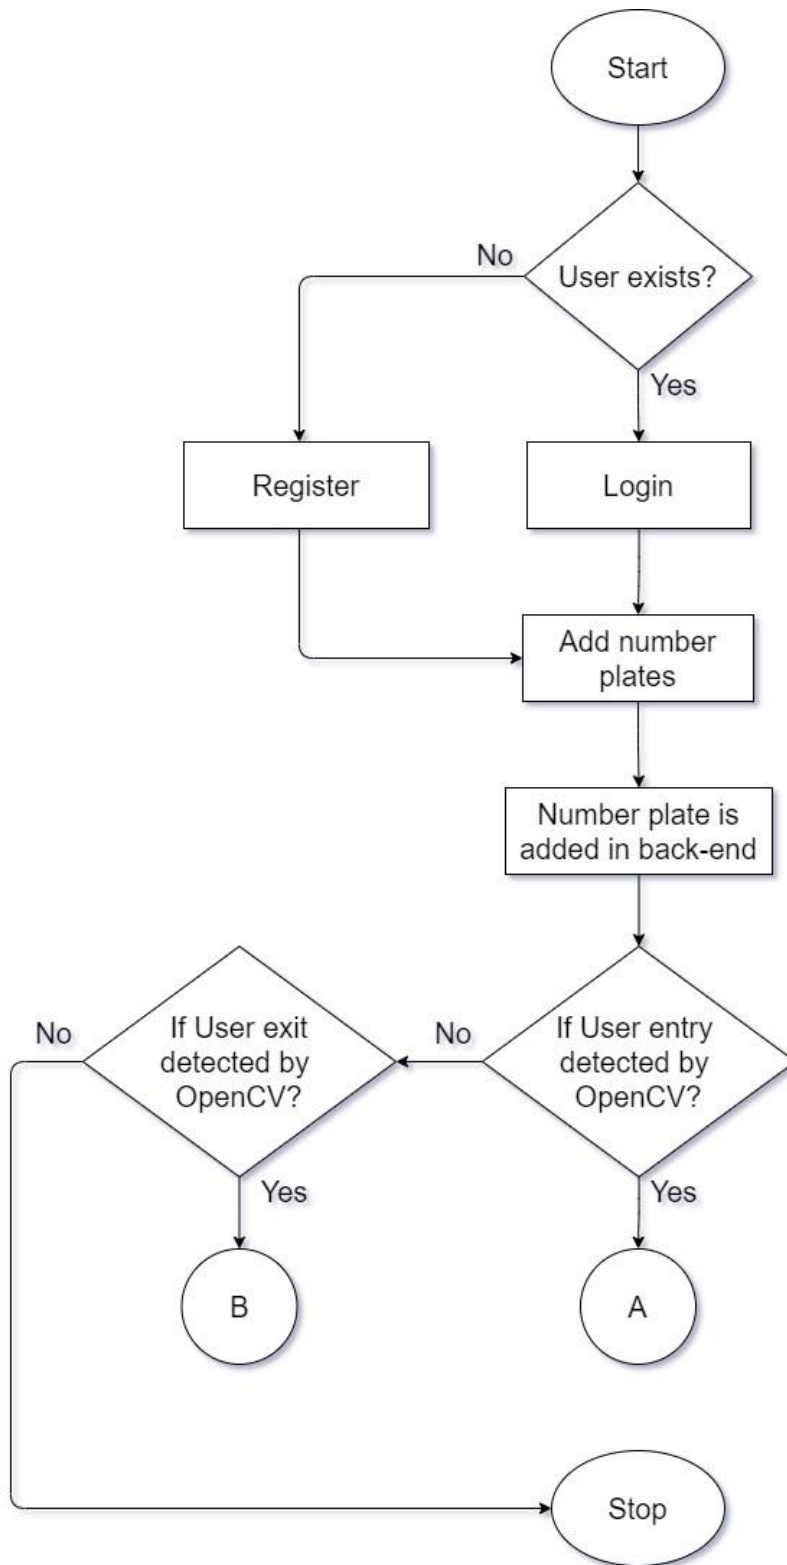 Start
No
User exists?
Yes
Register
Login
Add number
plates
Number plate is
added in back-end
No
If User exit
detected by
OpenCV?
No
If User entry
detected by
OpenCV?
Yes
Yes
B
A
Stop